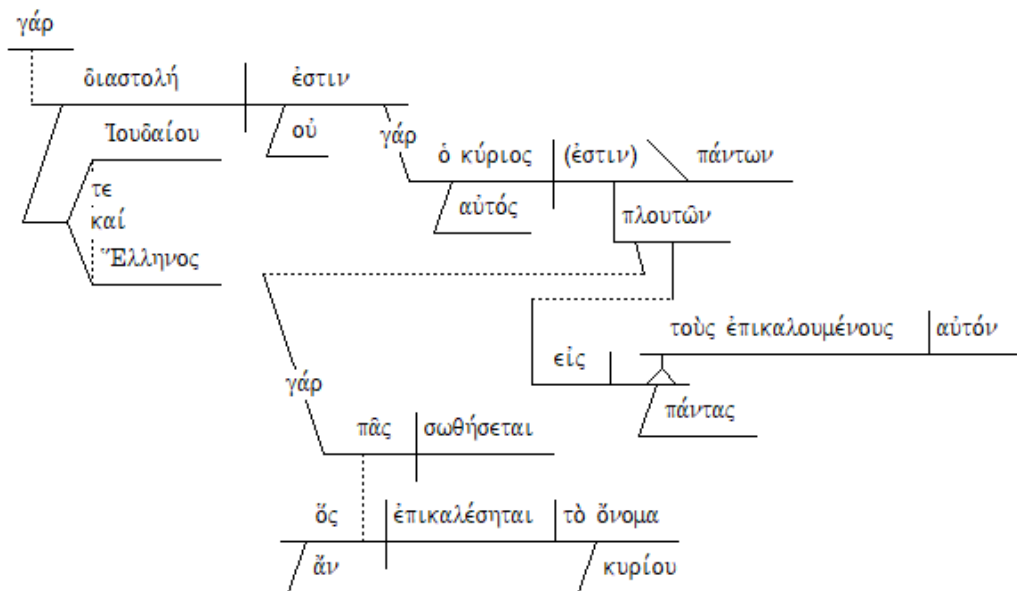 γάρ
διαστολή ἐστιν
γάρ
Ἰουδαίου οὐ
ὁ κύριος (ἐστιν) πάντων
τε
αὐτός πλουτῶν
καί
Ἕλληνος
τοὺς ἐπικαλουμένους αὐτόν
εἰς
γάρ
πάντας
πᾶς σωθήσεται
ὅς ἐπικαλέσηται τὸ ὄνομα
ἄν κυρίου